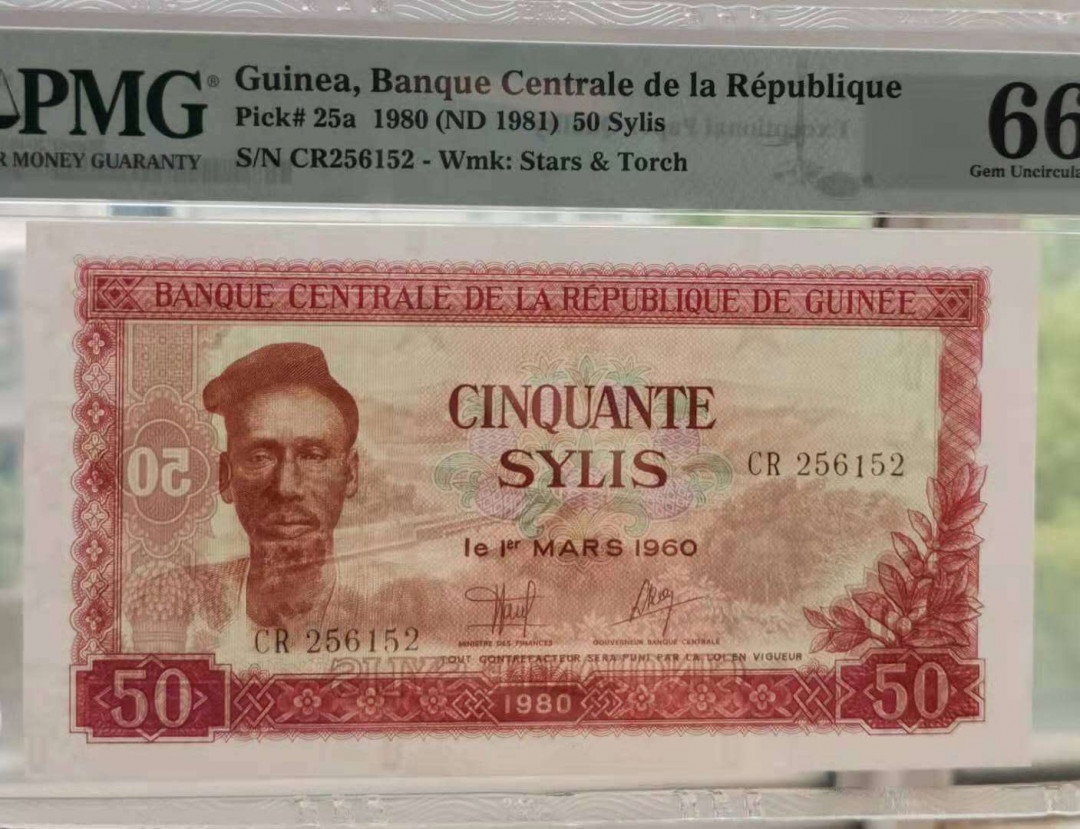 PMG®
R MONEY GUARANTY
Guinea, Banque Centrale de la République
Pick# 25a 1980 (ND 1981) 50 Sylis
S/N CR256152 - Wmk: Stars & Torch
66
Gem Uncircula
BANQUE CENTRALE DE LA RÉPUBLIQUE DE GUINÉE
CINQUANTE
SYLIS
CR 256152
50
le 1er MARS 1960
MINISTRE DES FINANCES
GOUVERNEUR BANQUE CENTRALE
CR 256152
TOUT CONTREFACTEUR SERA PUNI PAR LA LOI EN VIGUEUR
50
1980
50